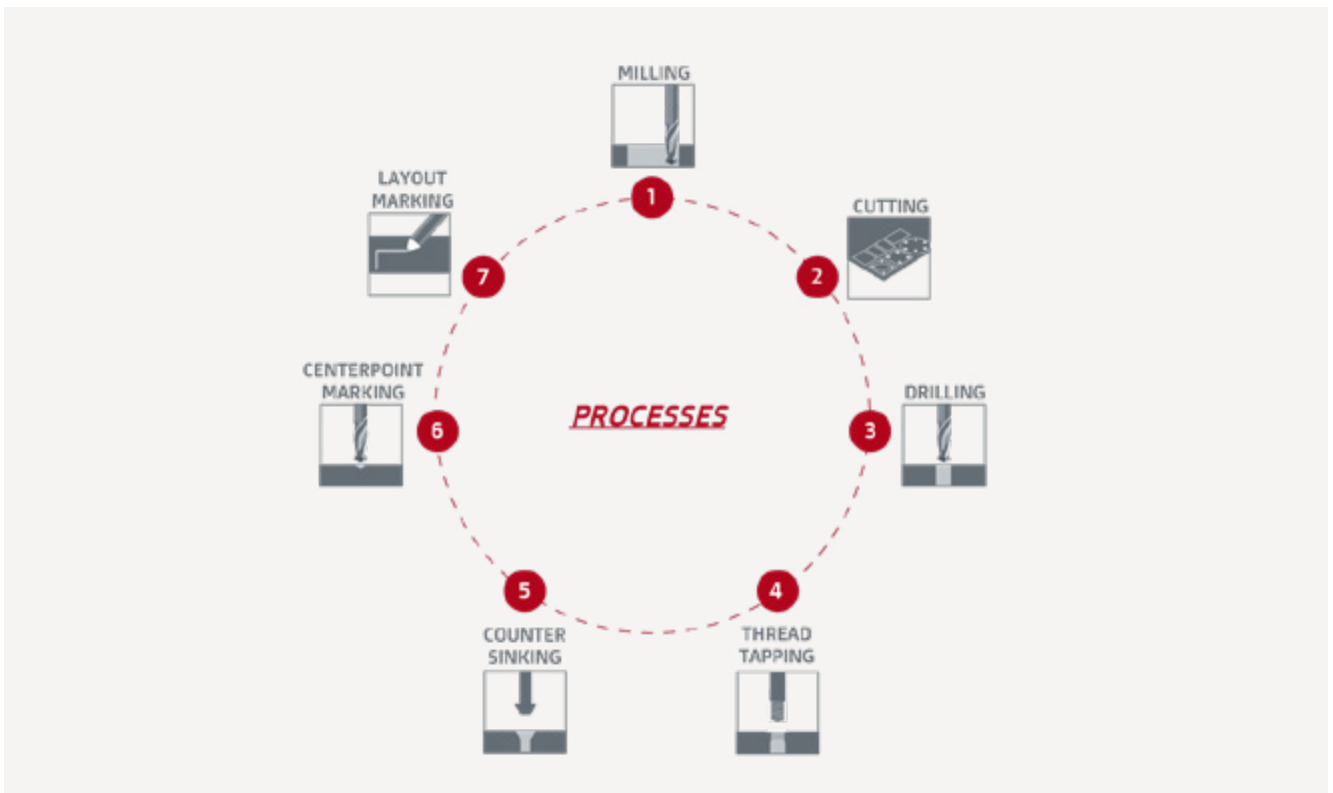 MILLING
1
CUTTING
2
DRILLING
3
THREAD
TAPPING
4
COUNTER
SINKING
5
CENTERPOINT
MARKING
6
LAYOUT
MARKING
7
PROCESSES